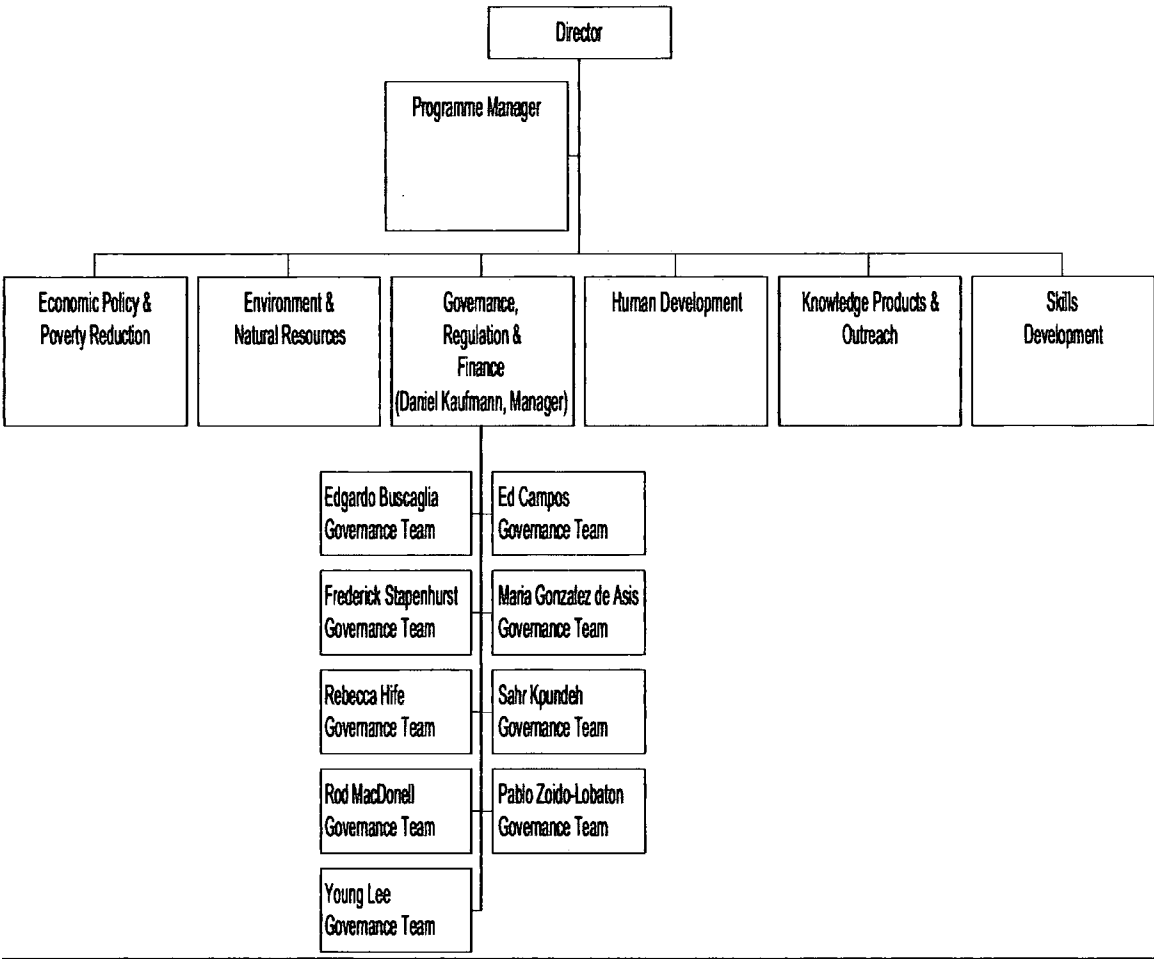 Director
Programme Manager
Economic Policy &
Poverty Reduction
Environment &
Natural Resources
Governance,
Regulation &
Finance
(Daniel Kaufmann, Manager)
Human Development
Knowledge Products &
Outreach
Skills
Development
Edgardo Buscaglia
Governance Team
Ed Campos
Governance Team
Frederick Stapenhurst
Governance Team
Maria Gonzalez de Asis
Governance Team
Rebecca Hife
Governance Team
Sahr Kpundeh
Governance Team
Rod MacDonell
Governance Team
Pablo Zoido-Lobaton
Governance Team
Young Lee
Governance Team